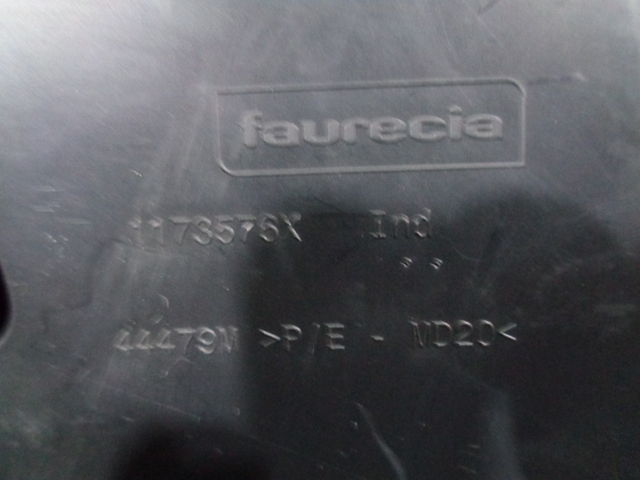 faurecia
1173576X Ind
44479M >P/E - MD20<